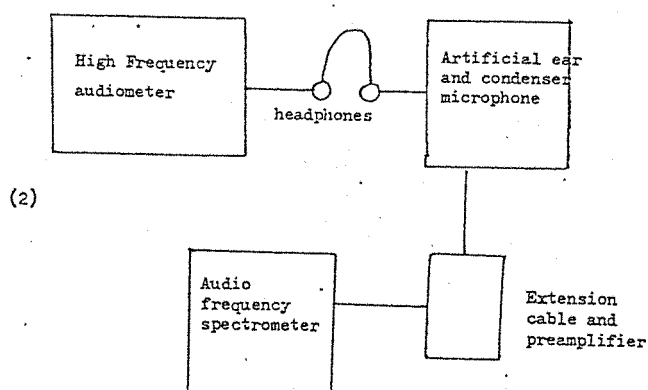 High Frequency
audiometer
headphones
Artificial ear
and condenser
microphone
(2)
Audio
frequency
spectrometer
Extension
cable and
preamplifier